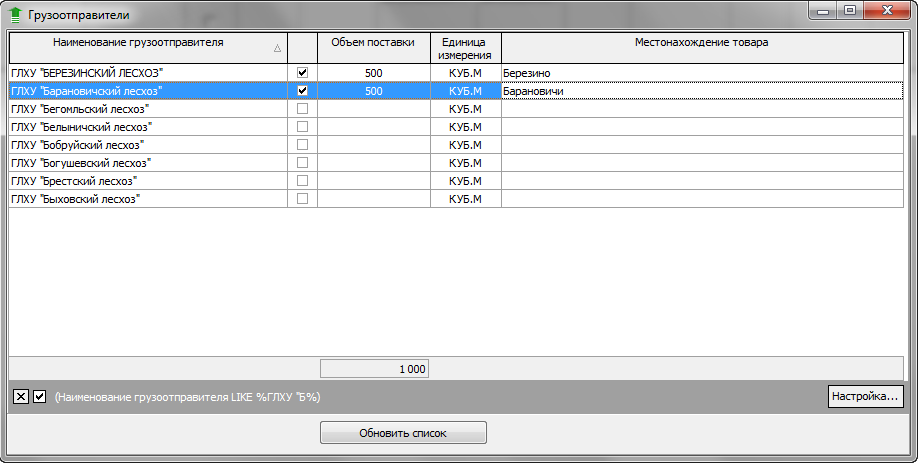 Грузоотправители
Наименование грузоотправителя Объем поставки Единица измерения Местонахождение товара
ГЛХУ "БЕРЕЗИНСКИЙ ЛЕСХОЗ" 500 КУБ.М Березино
ГЛХУ "Барановичский лесхоз" 500 КУБ.М Барановичи
ГЛХУ "Бегомльский лесхоз" КУБ.М
ГЛХУ "Белыничский лесхоз" КУБ.М
ГЛХУ "Бобруйский лесхоз" КУБ.М
ГЛХУ "Богушевский лесхоз" КУБ.М
ГЛХУ "Брестский лесхоз" КУБ.М
ГЛХУ "Быховский лесхоз" КУБ.М
1 000
(Наименование грузоотправителя LIKE %ГЛХУ "Б%) Настройка...
Обновить список